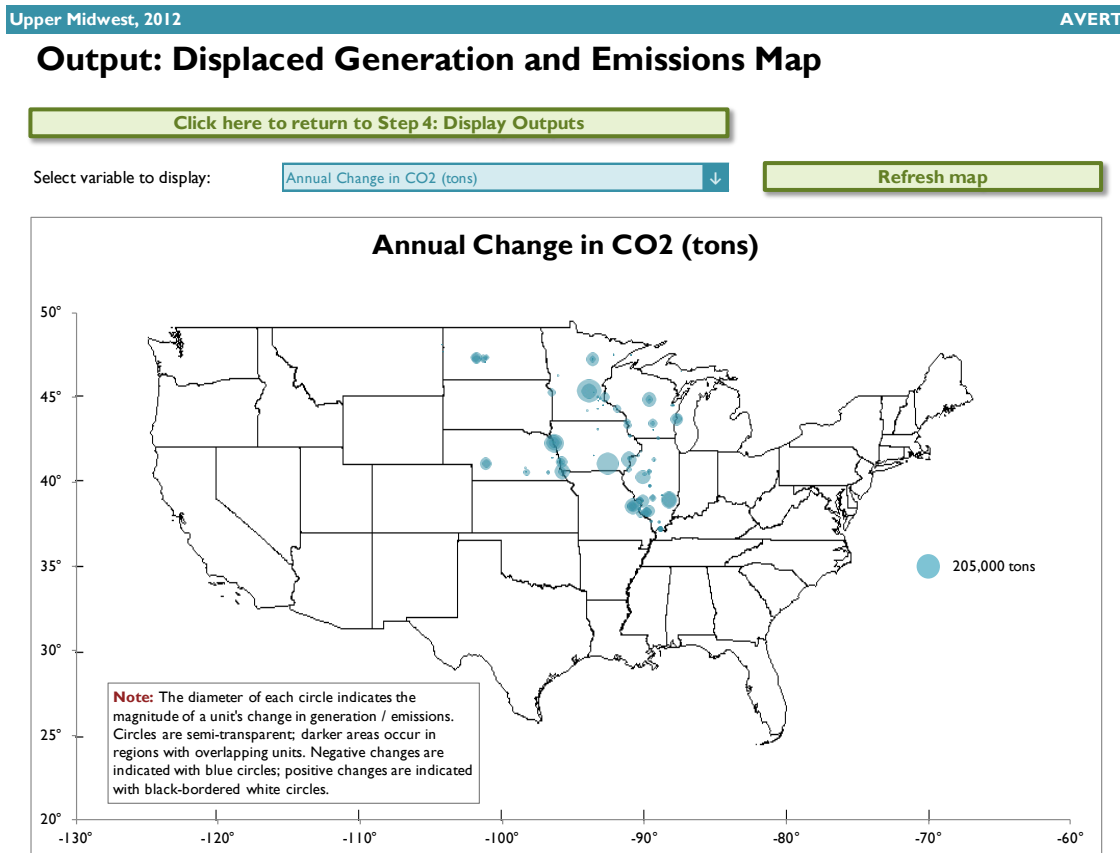 Upper Midwest, 2012 AVERT
Output: Displaced Generation and Emissions Map
Click here to return to Step 4: Display Outputs
Select variable to display: Annual Change in CO2 (tons) ↓ Refresh map
Annual Change in CO2 (tons)
50°
45°
40°
35°
205,000 tons
30°
Note: The diameter of each circle indicates the
magnitude of a unit's change in generation / emissions.
Circles are semi-transparent; darker areas occur in
regions with overlapping units. Negative changes are
indicated with blue circles; positive changes are indicated
with black-bordered white circles.
25°
20°
-130° -120° -110° -100° -90° -80° -70° -60°